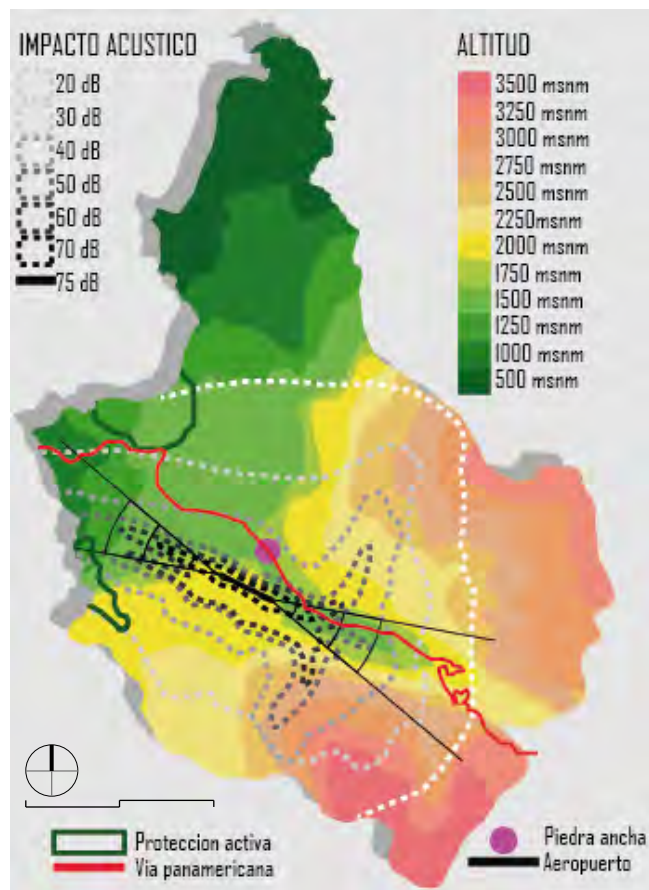 IMPACTO ACUSTICO
20 dB
30 dB
40 dB
50 dB
60 dB
70 dB
75 dB
ALTITUD
3500 msnm
3250 msnm
3000 msnm
2750 msnm
2500 msnm
2250msnm
2000 msnm
1750 msnm
1500 msnm
1250 msnm
1000 msnm
500 msnm
Proteccion activa
Via panamericana
Piedra ancha
Aeropuerto